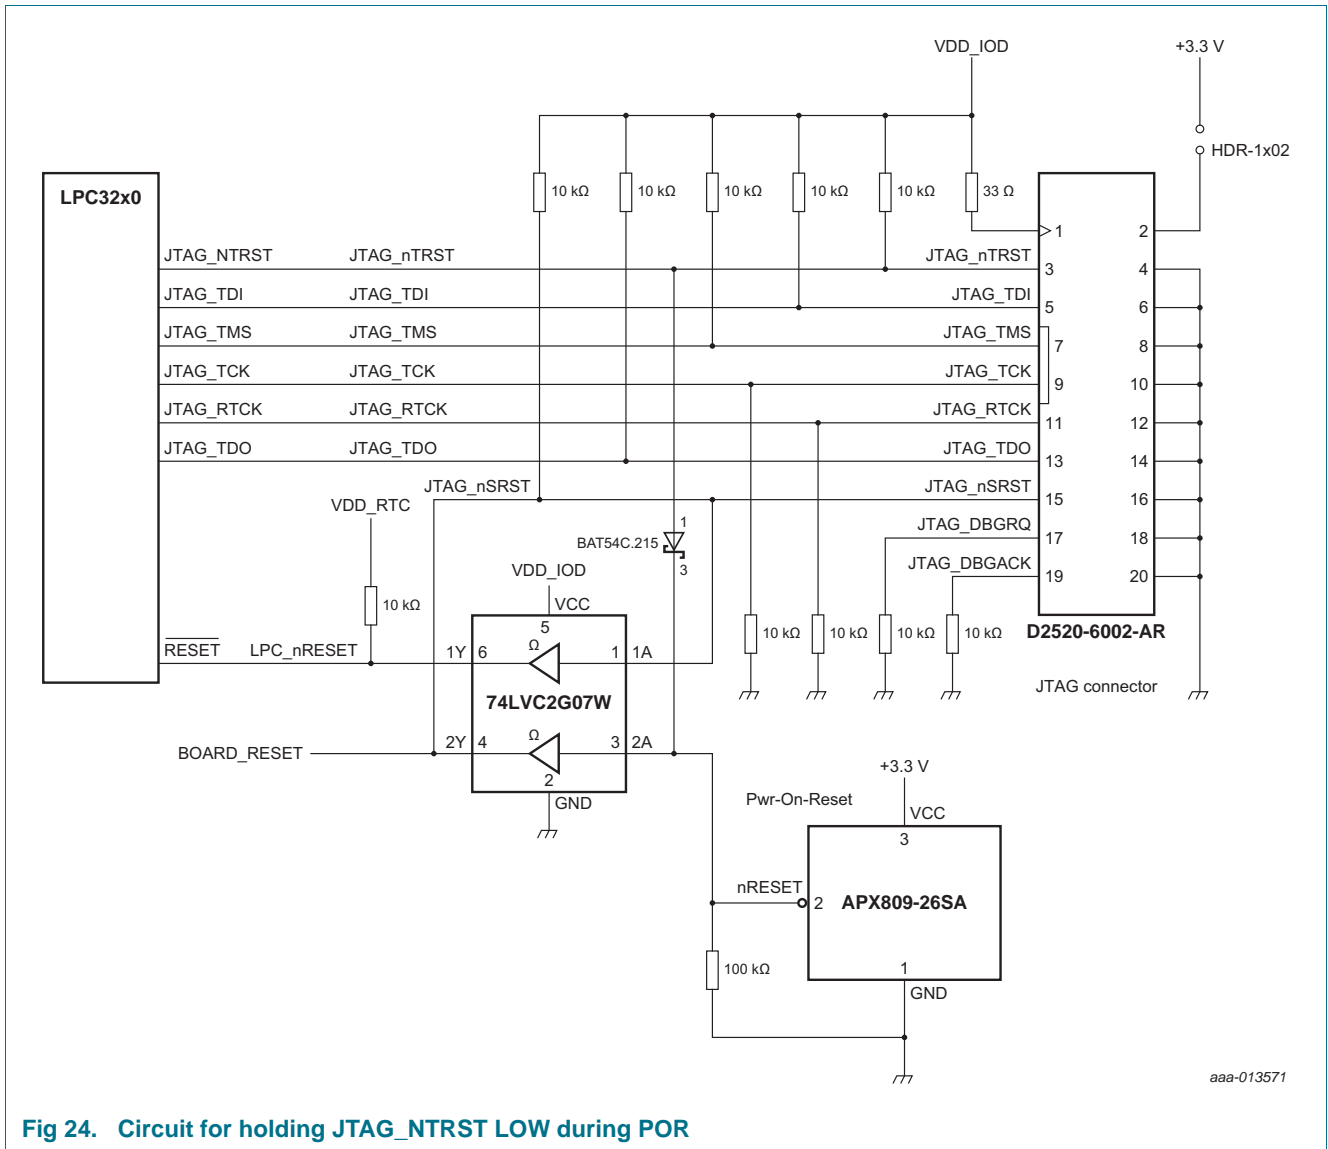 VDD_IOD
+3.3 V
HDR-1x02
10 kΩ
10 kΩ
10 kΩ
10 kΩ
10 kΩ
33 Ω
LPC32x0
1
2
JTAG_NTRST
JTAG_nTRST
JTAG_nTRST
3
4
JTAG_TDI
JTAG_TDI
JTAG_TDI
5
6
JTAG_TMS
JTAG_TMS
JTAG_TMS
7
8
JTAG_TCK
JTAG_TCK
JTAG_TCK
9
10
JTAG_RTCK
JTAG_RTCK
JTAG_RTCK
11
12
JTAG_TDO
JTAG_TDO
JTAG_TDO
13
14
JTAG_nSRST
JTAG_nSRST
15
16
VDD_RTC
JTAG_DBGRQ
17
18
1
BAT54C.215
3
JTAG_DBGACK
19
20
VDD_IOD
VCC
5
10 kΩ
10 kΩ
10 kΩ
10 kΩ
10 kΩ
D2520-6002-AR
JTAG connector
RESET
LPC_nRESET
1Y
6
Ω
1
1A
74LVC2G07W
BOARD_RESET
2Y
4
Ω
3
2A
2
GND
+3.3 V
Pwr-On-Reset
VCC
3
nRESET
2
APX809-26SA
100 kΩ
1
GND
aaa-013571
Fig 24. Circuit for holding JTAG_NTRST LOW during POR